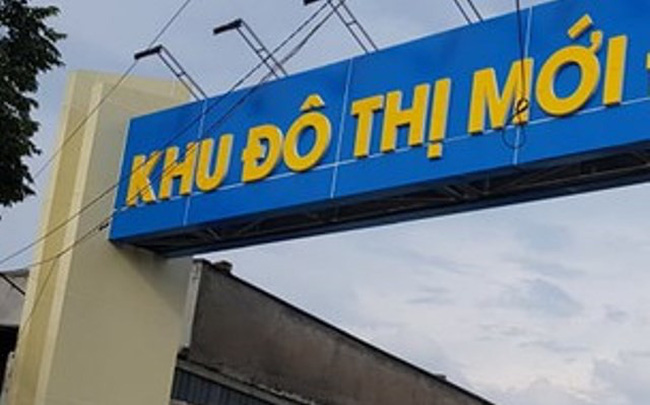 KHU ĐÔ THỊ MỚI